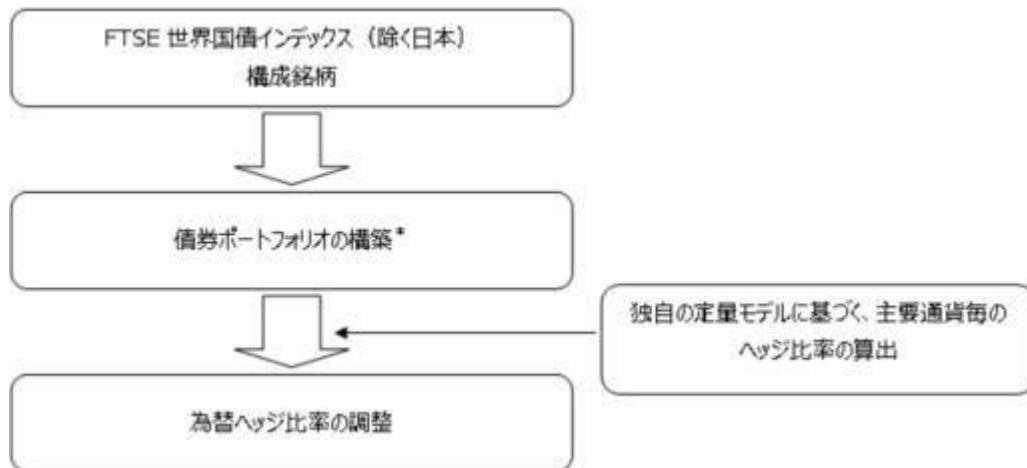 FTSE 世界国債インデックス（除く日本）
構成銘柄
債券ポートフォリオの構築*
独自の定量モデルに基づく、主要通貨毎の
ヘッジ比率の算出
為替ヘッジ比率の調整